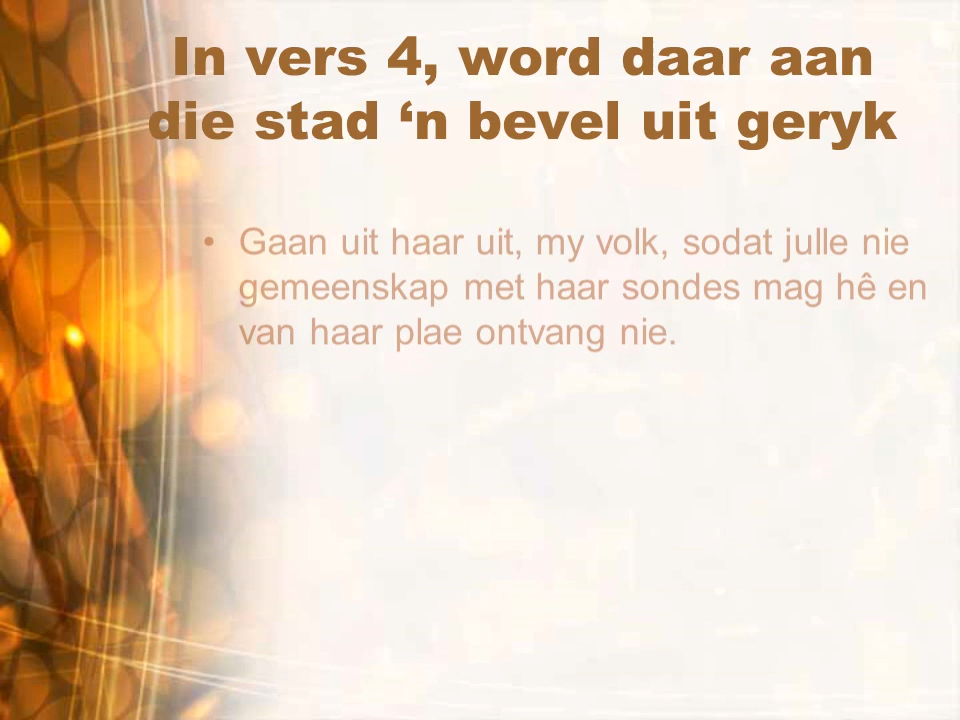 In vers 4, word daar aan
die stad ‘n bevel uit geryk
• Gaan uit haar uit, my volk, sodat julle nie
gemeenskap met haar sondes mag hê en
van haar plae ontvang nie.